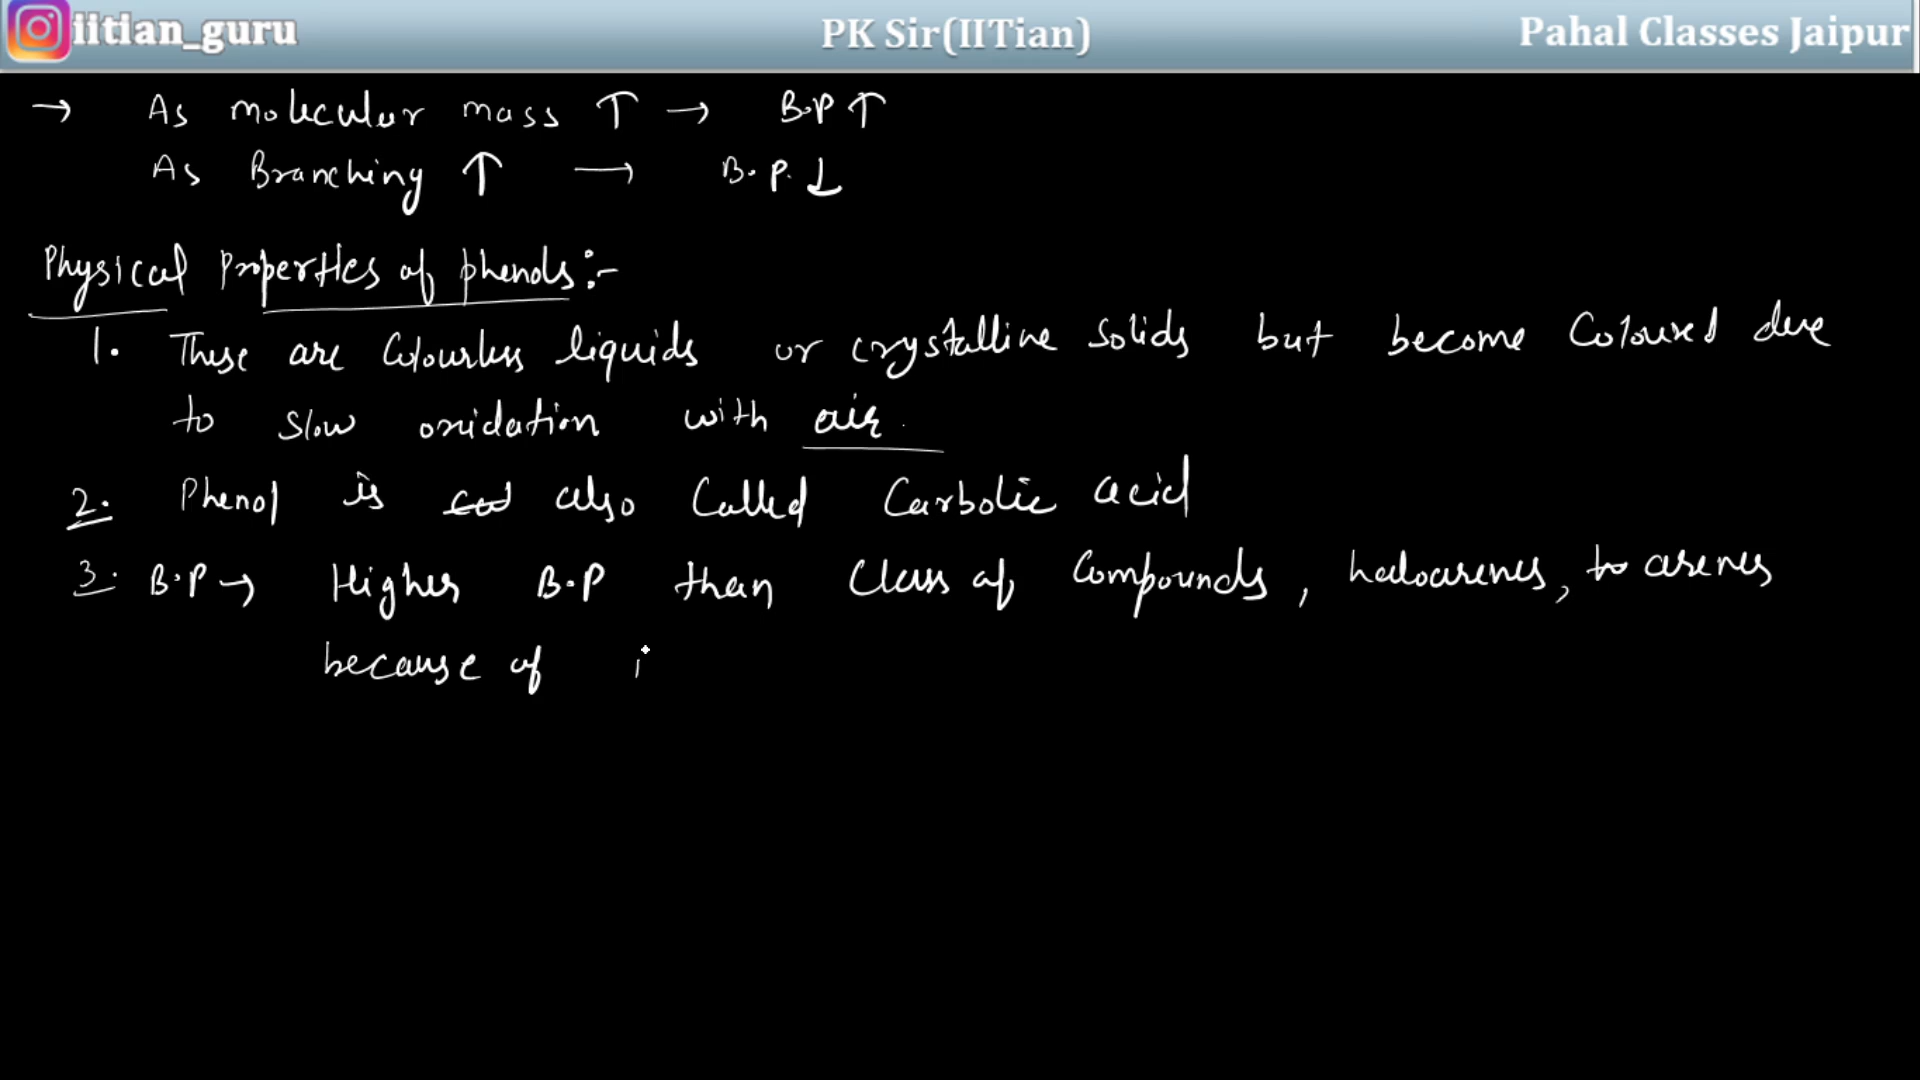 iitian_guru PK Sir(IITian) Pahal Classes Jaipur
→ As molecular mass ↑ → B.P ↑
As Branching ↑ → B.P. ↓
Physical Properties of phenols:-
1. These are Colourless liquids or crystalline solids but become Coloured due
to slow oxidation with air.
2. Phenol is also Called Carbolic acid
3. B.P → Higher B.P than Class of Compounds, haloarenes, to arenes
because of i